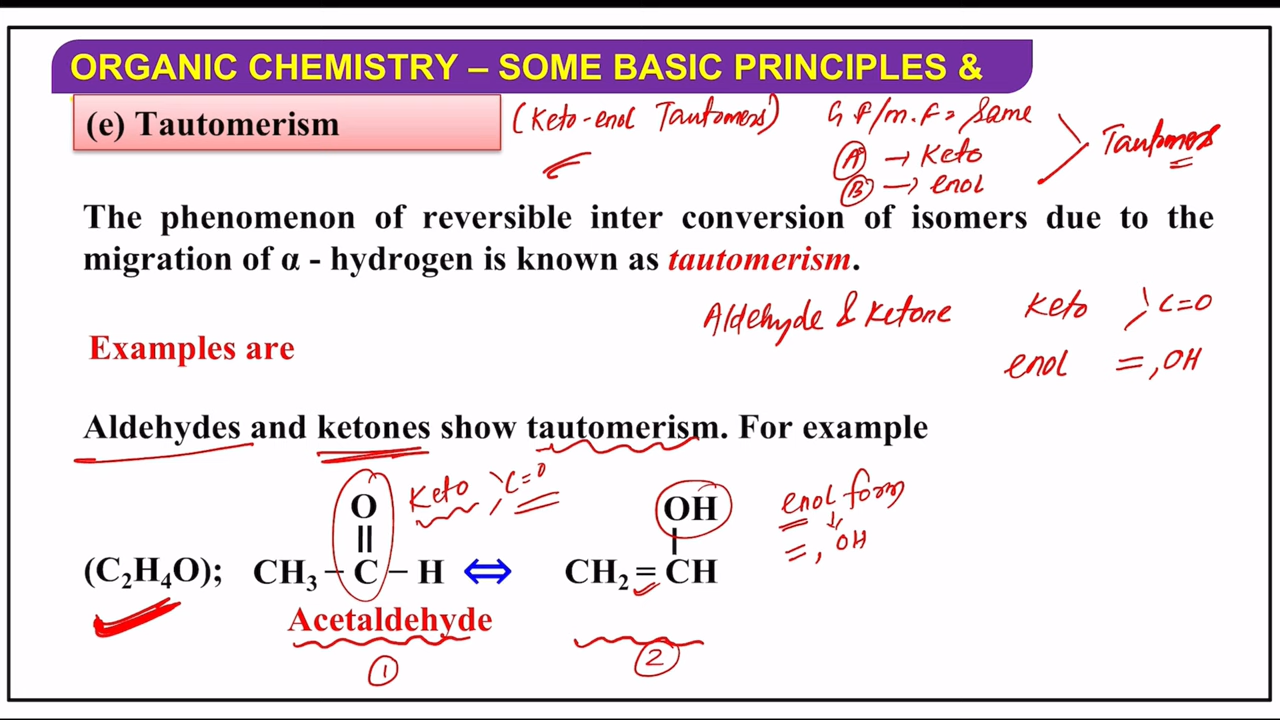 ORGANIC CHEMISTRY – SOME BASIC PRINCIPLES &
(e) Tautomerism
(Keto-enol Tautomers)
G F/M.F = Same
A → Keto
B → enol
Tautomers
The phenomenon of reversible inter conversion of isomers due to the
migration of α - hydrogen is known as tautomerism.
Aldehyde & Ketone
Keto >C=O
enol =, OH
Examples are
Aldehydes and ketones show tautomerism. For example
O
Keto >C=O
OH
enol form
=, OH
(C₂H₄O); CH₃ – C – H ⇔ CH₂ = CH
Acetaldehyde
1
2